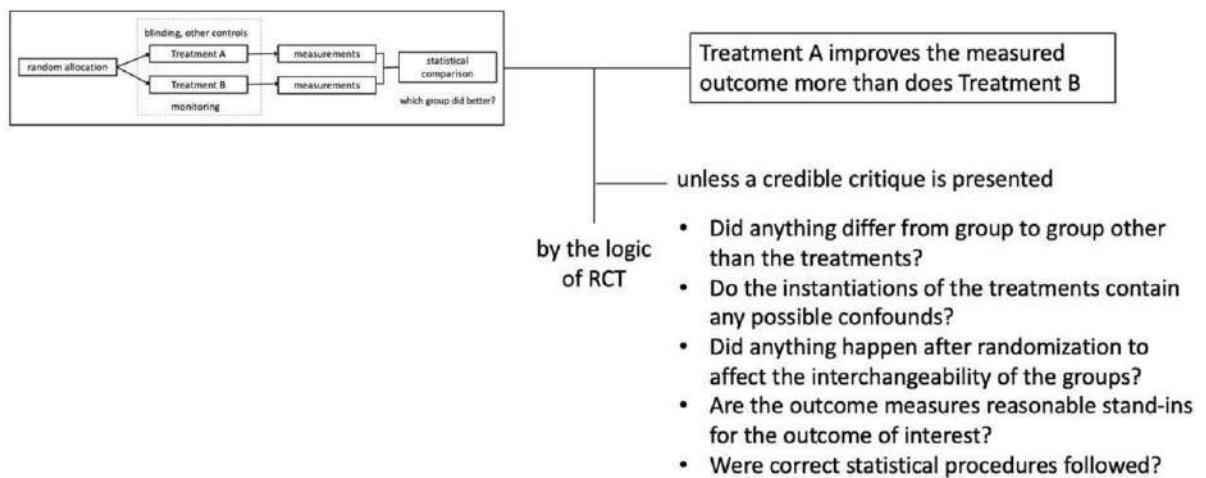 blinding, other controls
random allocation
Treatment A
measurements
statistical
comparison
Treatment B
measurements
monitoring
which group did better?
Treatment A improves the measured
outcome more than does Treatment B
unless a credible critique is presented
by the logic
of RCT
• Did anything differ from group to group other
than the treatments?
• Do the instantiations of the treatments contain
any possible confounds?
• Did anything happen after randomization to
affect the interchangeability of the groups?
• Are the outcome measures reasonable stand-ins
for the outcome of interest?
• Were correct statistical procedures followed?